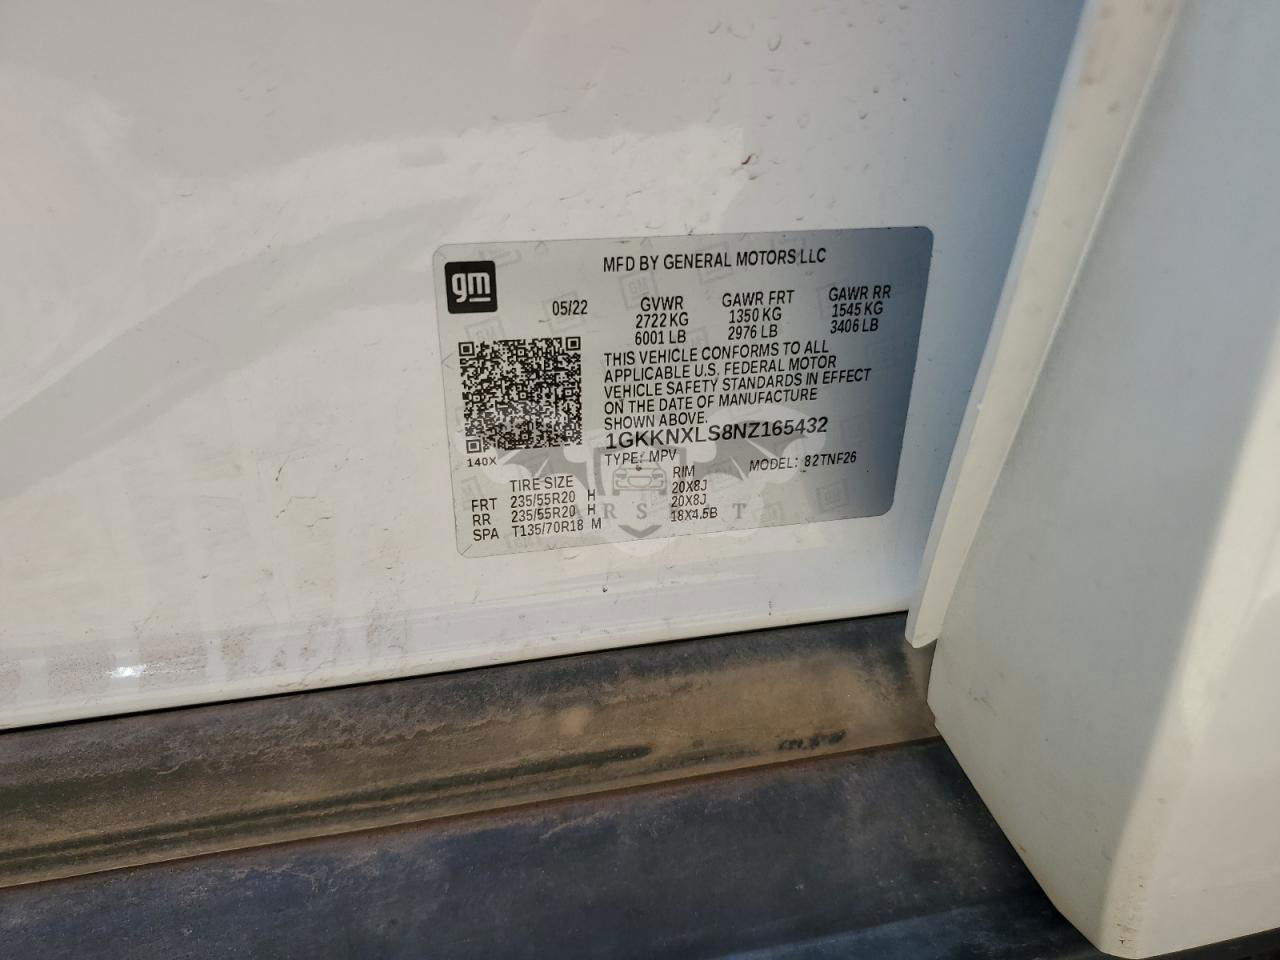 gm
MFD BY GENERAL MOTORS LLC
05/22 GVWR GAWR FRT GAWR RR
2722 KG 1350 KG 1545 KG
6001 LB 2976 LB 3406 LB
THIS VEHICLE CONFORMS TO ALL
APPLICABLE U.S. FEDERAL MOTOR
VEHICLE SAFETY STANDARDS IN EFFECT
ON THE DATE OF MANUFACTURE
SHOWN ABOVE.
1GKKNXLS8NZ165432
140X TYPE: MPV MODEL: 82TNF26
TIRE SIZE RIM
FRT 235/55R20 H 20X8J
RR 235/55R20 H 20X8J
SPA T135/70R18 M 18X4.5B